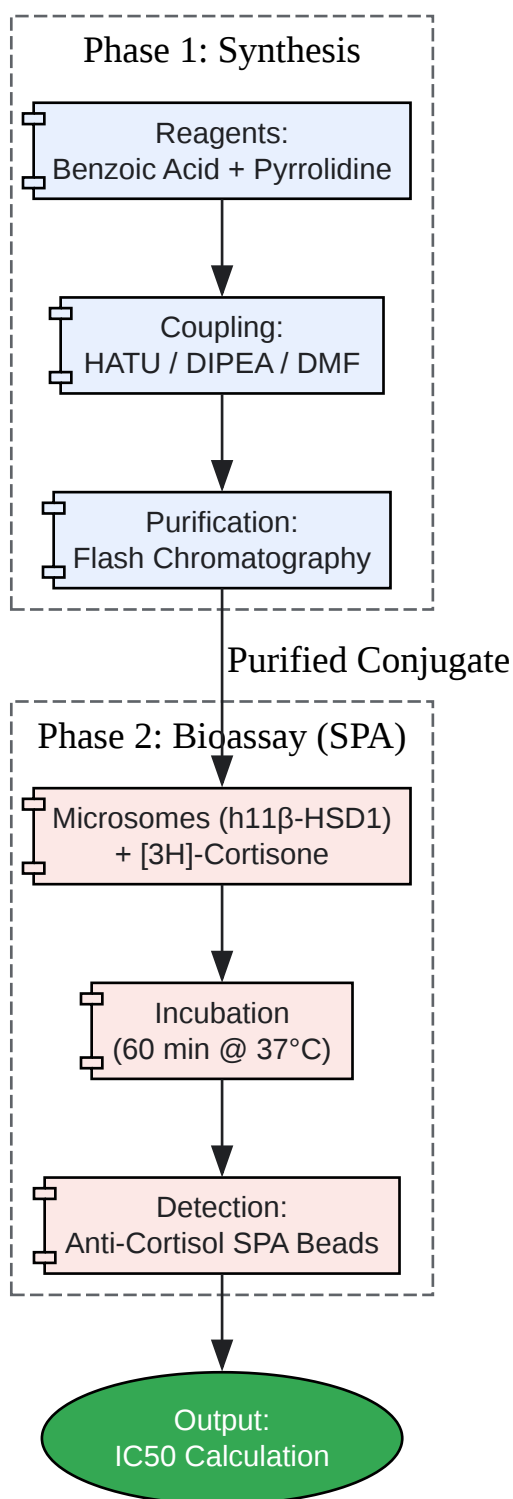 Phase 1: Synthesis
Reagents:
Benzoic Acid + Pyrrolidine
Coupling:
HATU / DIPEA / DMF
Purification:
Flash Chromatography
Purified Conjugate
Phase 2: Bioassay (SPA)
Microsomes (h11β-HSD1)
+ [3H]-Cortisone
Incubation
(60 min @ 37°C)
Detection:
Anti-Cortisol SPA Beads
Output:
IC50 Calculation